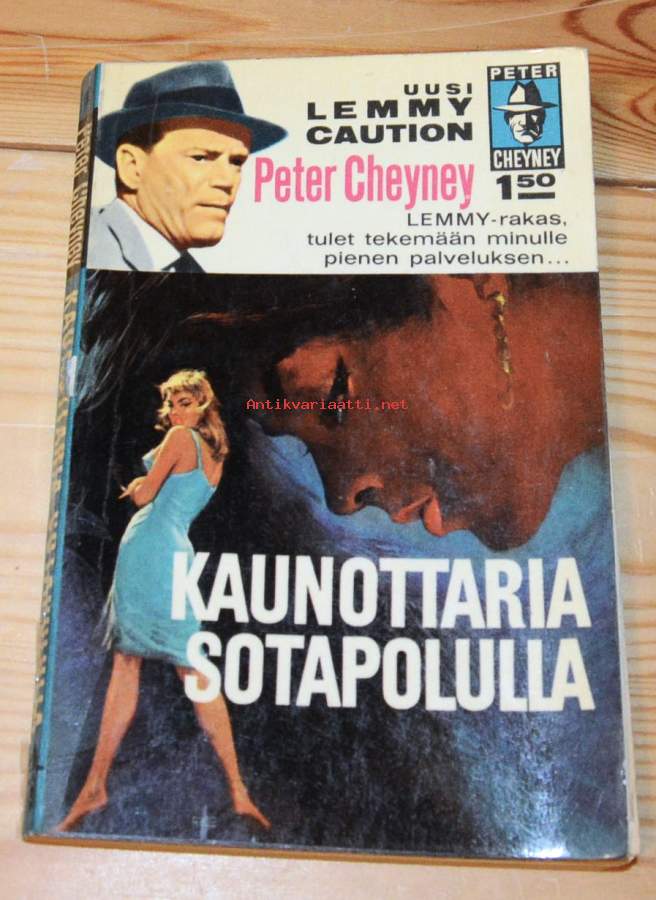 UUSI
LEMMY
CAUTION
Peter Cheyney
PETER
CHEYNEY
1 50
LEMMY-rakas,
tulet tekemään minulle
pienen palveluksen...
Antikvariaatti.net
KAUNOTTARIA
SOTAPOLULLA